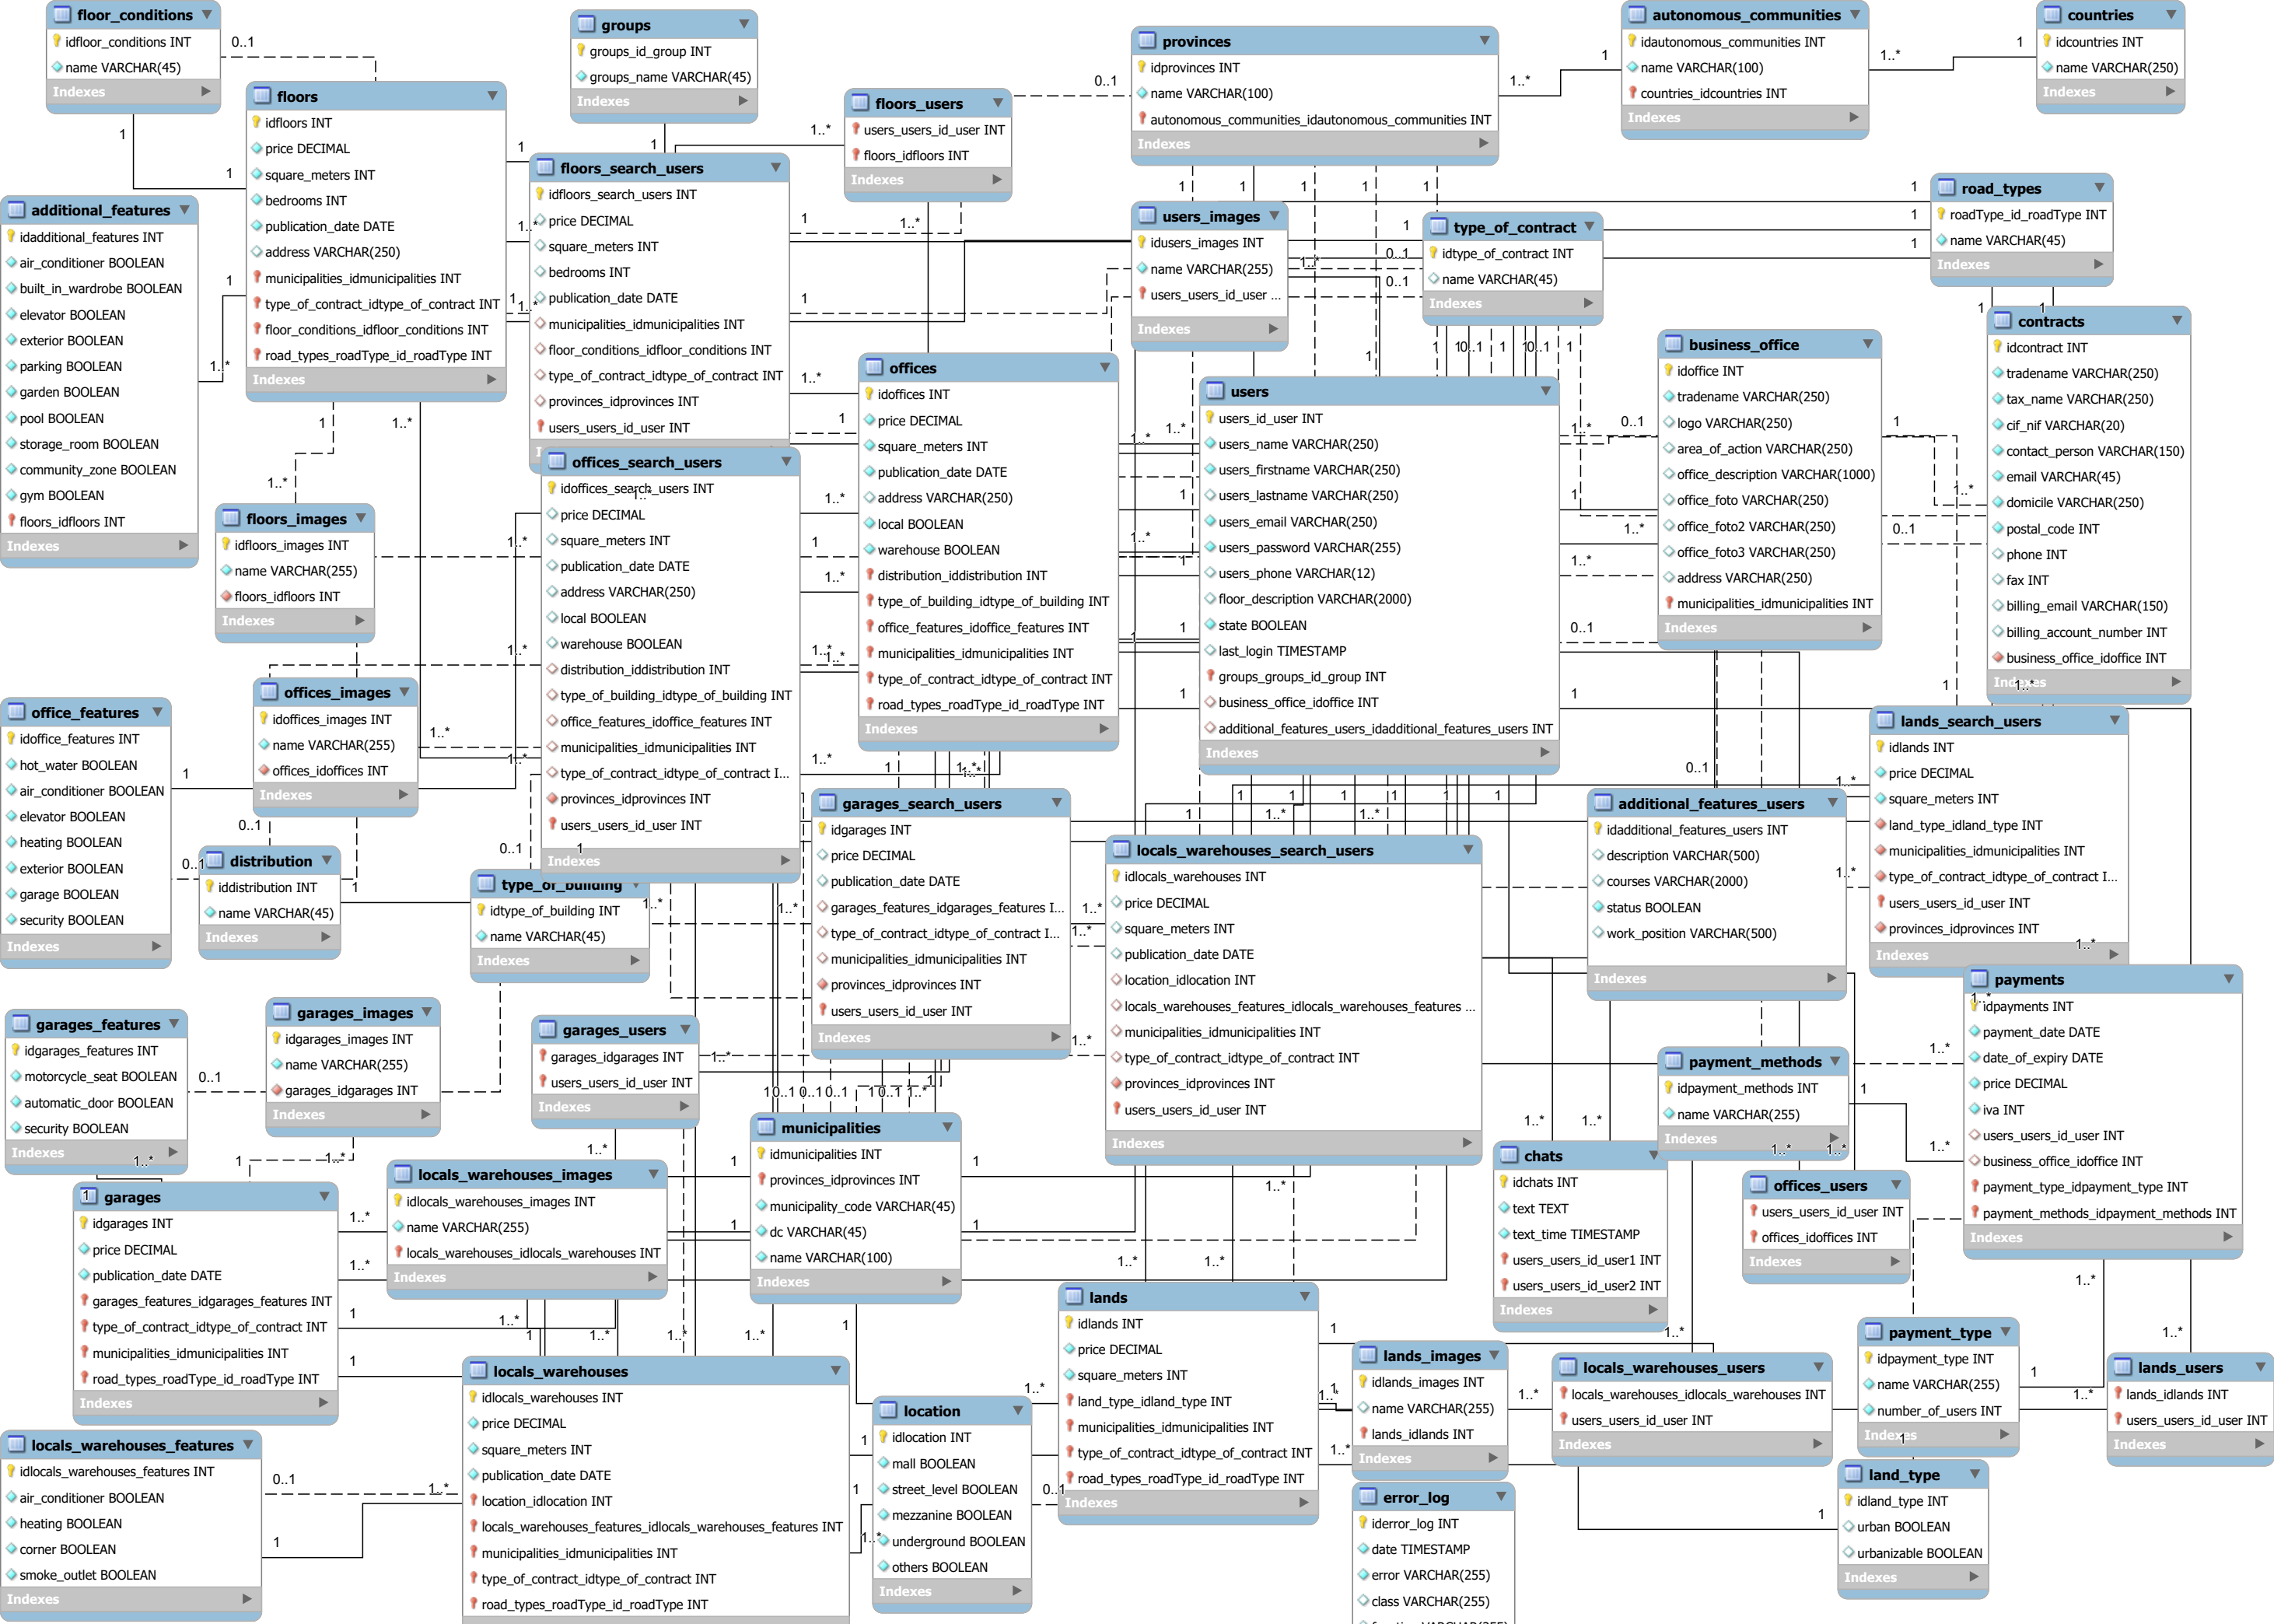 floor_conditions
idfloor_conditions INT
name VARCHAR(45)
Indexes
groups
groups_id_group INT
groups_name VARCHAR(45)
Indexes
provinces
idprovinces INT
name VARCHAR(100)
autonomous_communities_idautonomous_communities INT
Indexes
autonomous_communities
idautonomous_communities INT
name VARCHAR(100)
countries_idcountries INT
Indexes
countries
idcountries INT
name VARCHAR(250)
Indexes
floors
idfloors INT
price DECIMAL
square_meters INT
bedrooms INT
publication_date DATE
address VARCHAR(250)
municipalities_idmunicipalities INT
type_of_contract_idtype_of_contract INT
floor_conditions_idfloor_conditions INT
road_types_roadType_id_roadType INT
Indexes
floors_users
users_users_id_user INT
floors_idfloors INT
Indexes
floors_search_users
idfloors_search_users INT
price DECIMAL
square_meters INT
bedrooms INT
publication_date DATE
municipalities_idmunicipalities INT
floor_conditions_idfloor_conditions INT
type_of_contract_idtype_of_contract INT
provinces_idprovinces INT
users_users_id_user INT
additional_features
idadditional_features INT
air_conditioner BOOLEAN
built_in_wardrobe BOOLEAN
elevator BOOLEAN
exterior BOOLEAN
parking BOOLEAN
garden BOOLEAN
pool BOOLEAN
storage_room BOOLEAN
community_zone BOOLEAN
gym BOOLEAN
floors_idfloors INT
Indexes
users_images
idusers_images INT
name VARCHAR(255)
users_users_id_user ...
Indexes
type_of_contract
idtype_of_contract INT
name VARCHAR(45)
Indexes
road_types
roadType_id_roadType INT
name VARCHAR(45)
Indexes
contracts
idcontract INT
tradename VARCHAR(250)
tax_name VARCHAR(250)
cif_nif VARCHAR(20)
contact_person VARCHAR(150)
email VARCHAR(45)
domicile VARCHAR(250)
postal_code INT
phone INT
fax INT
billing_email VARCHAR(150)
billing_account_number INT
business_office_idoffice INT
Indexes
business_office
idoffice INT
tradename VARCHAR(250)
logo VARCHAR(250)
area_of_action VARCHAR(250)
office_description VARCHAR(1000)
office_foto VARCHAR(250)
office_foto2 VARCHAR(250)
office_foto3 VARCHAR(250)
address VARCHAR(250)
municipalities_idmunicipalities INT
Indexes
offices
idoffices INT
price DECIMAL
square_meters INT
publication_date DATE
address VARCHAR(250)
local BOOLEAN
warehouse BOOLEAN
distribution_iddistribution INT
type_of_building_idtype_of_building INT
office_features_idoffice_features INT
municipalities_idmunicipalities INT
type_of_contract_idtype_of_contract INT
road_types_roadType_id_roadType INT
Indexes
users
users_id_user INT
users_name VARCHAR(250)
users_firstname VARCHAR(250)
users_lastname VARCHAR(250)
users_email VARCHAR(250)
users_password VARCHAR(255)
users_phone VARCHAR(12)
floor_description VARCHAR(2000)
state BOOLEAN
last_login TIMESTAMP
groups_groups_id_group INT
business_office_idoffice INT
additional_features_users_idadditional_features_users INT
Indexes
offices_search_users
idoffices_search_users INT
price DECIMAL
square_meters INT
publication_date DATE
address VARCHAR(250)
local BOOLEAN
warehouse BOOLEAN
distribution_iddistribution INT
type_of_building_idtype_of_building INT
office_features_idoffice_features INT
municipalities_idmunicipalities INT
type_of_contract_idtype_of_contract I...
provinces_idprovinces INT
users_users_id_user INT
Indexes
floors_images
idfloors_images INT
name VARCHAR(255)
floors_idfloors INT
Indexes
offices_images
idoffices_images INT
name VARCHAR(255)
offices_idoffices INT
Indexes
office_features
idoffice_features INT
hot_water BOOLEAN
air_conditioner BOOLEAN
elevator BOOLEAN
heating BOOLEAN
exterior BOOLEAN
garage BOOLEAN
security BOOLEAN
Indexes
distribution
iddistribution INT
name VARCHAR(45)
Indexes
type_of_building
idtype_of_building INT
name VARCHAR(45)
Indexes
garages_search_users
idgarages INT
price DECIMAL
publication_date DATE
garages_features_idgarages_features I...
type_of_contract_idtype_of_contract I...
municipalities_idmunicipalities INT
provinces_idprovinces INT
users_users_id_user INT
Indexes
locals_warehouses_search_users
idlocals_warehouses INT
price DECIMAL
square_meters INT
publication_date DATE
location_idlocation INT
locals_warehouses_features_idlocals_warehouses_features ...
municipalities_idmunicipalities INT
type_of_contract_idtype_of_contract INT
provinces_idprovinces INT
users_users_id_user INT
Indexes
additional_features_users
idadditional_features_users INT
description VARCHAR(500)
courses VARCHAR(2000)
status BOOLEAN
work_position VARCHAR(500)
Indexes
lands_search_users
idlands INT
price DECIMAL
square_meters INT
land_type_idland_type INT
municipalities_idmunicipalities INT
type_of_contract_idtype_of_contract I...
users_users_id_user INT
provinces_idprovinces INT
Indexes
payments
idpayments INT
payment_date DATE
date_of_expiry DATE
price DECIMAL
iva INT
users_users_id_user INT
business_office_idoffice INT
payment_type_idpayment_type INT
payment_methods_idpayment_methods INT
Indexes
garages_features
idgarages_features INT
motorcycle_seat BOOLEAN
automatic_door BOOLEAN
security BOOLEAN
Indexes
garages_images
idgarages_images INT
name VARCHAR(255)
garages_idgarages INT
Indexes
garages_users
garages_idgarages INT
users_users_id_user INT
Indexes
payment_methods
idpayment_methods INT
name VARCHAR(255)
Indexes
municipalities
idmunicipalities INT
provinces_idprovinces INT
municipality_code VARCHAR(45)
dc VARCHAR(45)
name VARCHAR(100)
Indexes
chats
idchats INT
text TEXT
text_time TIMESTAMP
users_users_id_user1 INT
users_users_id_user2 INT
Indexes
offices_users
users_users_id_user INT
offices_idoffices INT
Indexes
garages
idgarages INT
price DECIMAL
publication_date DATE
garages_features_idgarages_features INT
type_of_contract_idtype_of_contract INT
municipalities_idmunicipalities INT
road_types_roadType_id_roadType INT
Indexes
locals_warehouses_images
idlocals_warehouses_images INT
name VARCHAR(255)
locals_warehouses_idlocals_warehouses INT
Indexes
lands
idlands INT
price DECIMAL
square_meters INT
land_type_idland_type INT
municipalities_idmunicipalities INT
type_of_contract_idtype_of_contract INT
road_types_roadType_id_roadType INT
Indexes
lands_images
idlands_images INT
name VARCHAR(255)
lands_idlands INT
Indexes
locals_warehouses_users
locals_warehouses_idlocals_warehouses INT
users_users_id_user INT
Indexes
payment_type
idpayment_type INT
name VARCHAR(255)
number_of_users INT
Indexes
lands_users
lands_idlands INT
users_users_id_user INT
Indexes
locals_warehouses
idlocals_warehouses INT
price DECIMAL
square_meters INT
publication_date DATE
location_idlocation INT
locals_warehouses_features_idlocals_warehouses_features INT
municipalities_idmunicipalities INT
type_of_contract_idtype_of_contract INT
road_types_roadType_id_roadType INT
location
idlocation INT
mall BOOLEAN
street_level BOOLEAN
mezzanine BOOLEAN
underground BOOLEAN
others BOOLEAN
Indexes
locals_warehouses_features
idlocals_warehouses_features INT
air_conditioner BOOLEAN
heating BOOLEAN
corner BOOLEAN
smoke_outlet BOOLEAN
Indexes
land_type
idland_type INT
urban BOOLEAN
urbanizable BOOLEAN
Indexes
error_log
iderror_log INT
date TIMESTAMP
error VARCHAR(255)
class VARCHAR(255)